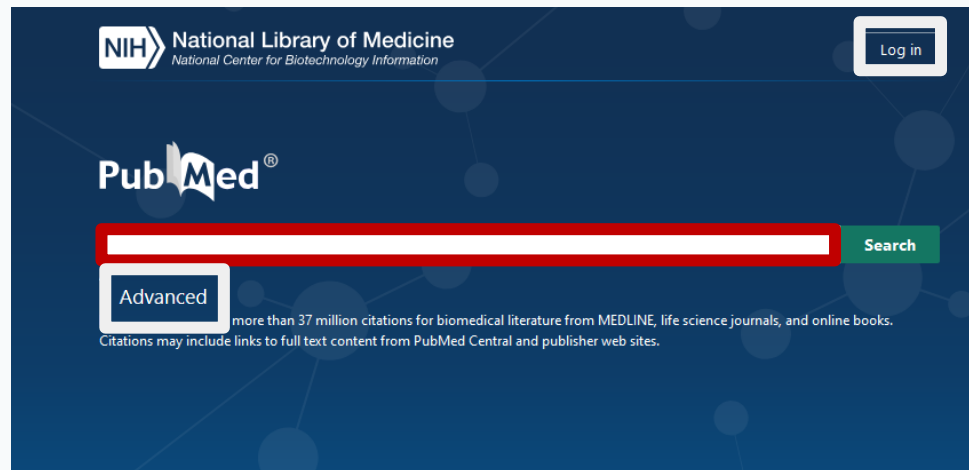 NIH National Library of Medicine
National Center for Biotechnology Information
Log in
PubMed®
Search
Advanced
more than 37 million citations for biomedical literature from MEDLINE, life science journals, and online books.
Citations may include links to full text content from PubMed Central and publisher web sites.